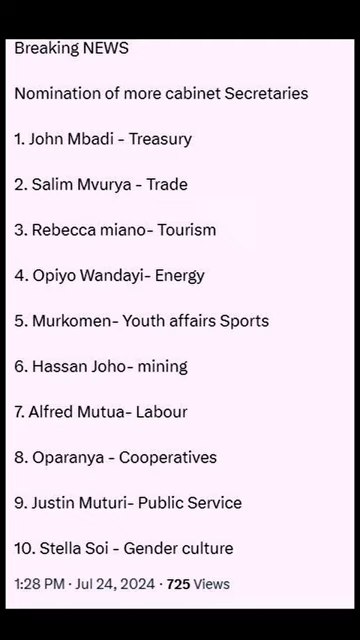 Breaking NEWS
Nomination of more cabinet Secretaries
1. John Mbadi - Treasury
2. Salim Mvurya - Trade
3. Rebecca miano- Tourism
4. Opiyo Wandayi- Energy
5. Murkomen- Youth affairs Sports
6. Hassan Joho- mining
7. Alfred Mutua- Labour
8. Oparanya - Cooperatives
9. Justin Muturi- Public Service
10. Stella Soi - Gender culture
1:28 PM · Jul 24, 2024 · 725 Views